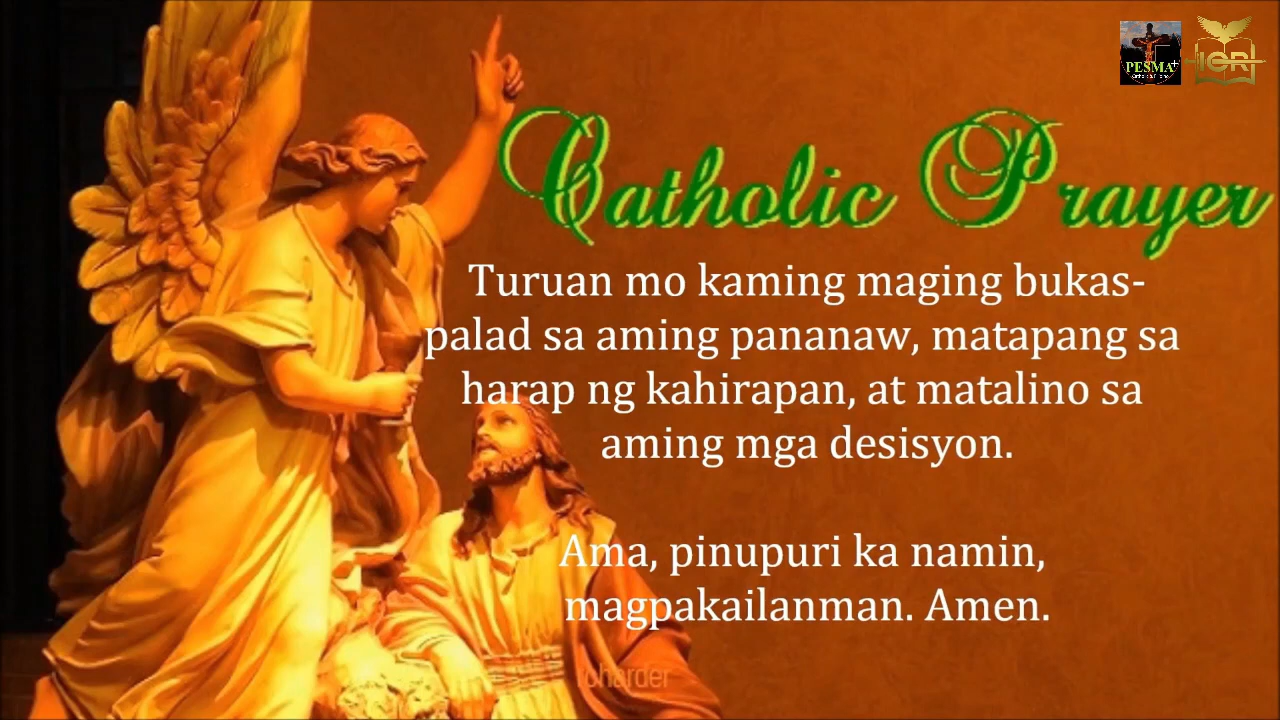 PESMA
IGR
Catholic Prayer
Turuan mo kaming maging bukas-
palad sa aming pananaw, matapang sa
harap ng kahirapan, at matalino sa
aming mga desisyon.
Ama, pinupuri ka namin,
magpakailanman. Amen.